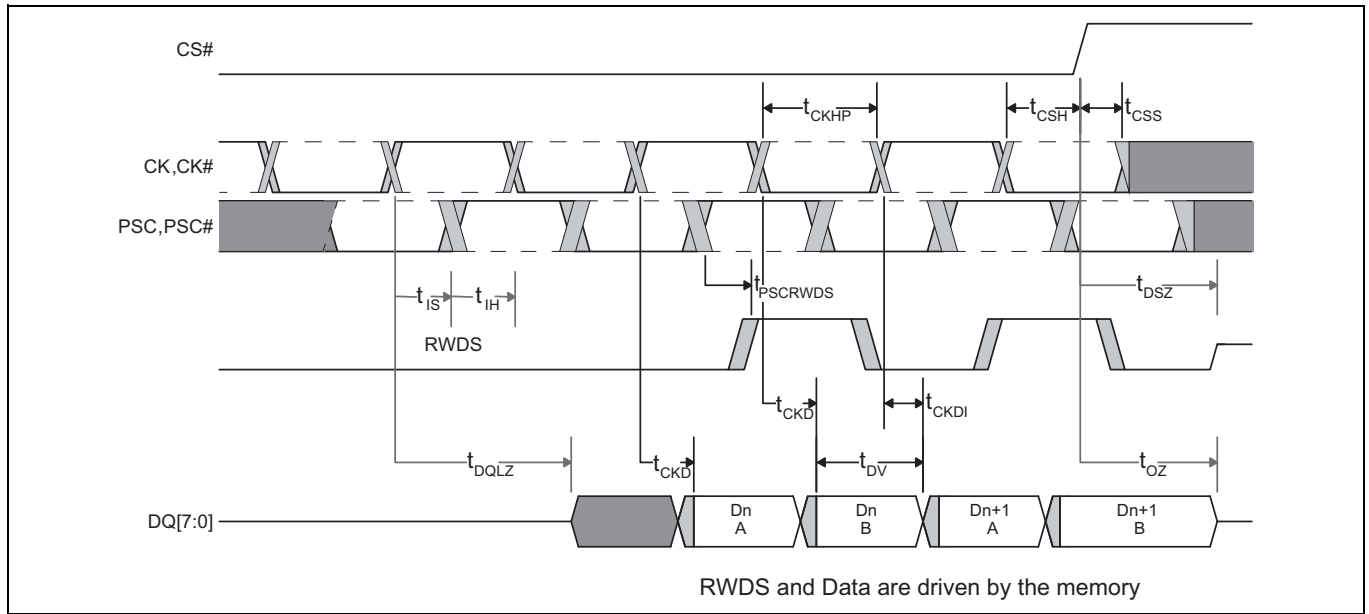 CS#
tCKHP
tCSH
tCSS
CK,CK#
PSC,PSC#
tIS
tIH
tPSCRWDS
tDSZ
RWDS
tCKD
tCKDI
tDQLZ
tCKD
tDV
tOZ
DQ[7:0]
Dn
A
Dn
B
Dn+1
A
Dn+1
B
RWDS and Data are driven by the memory